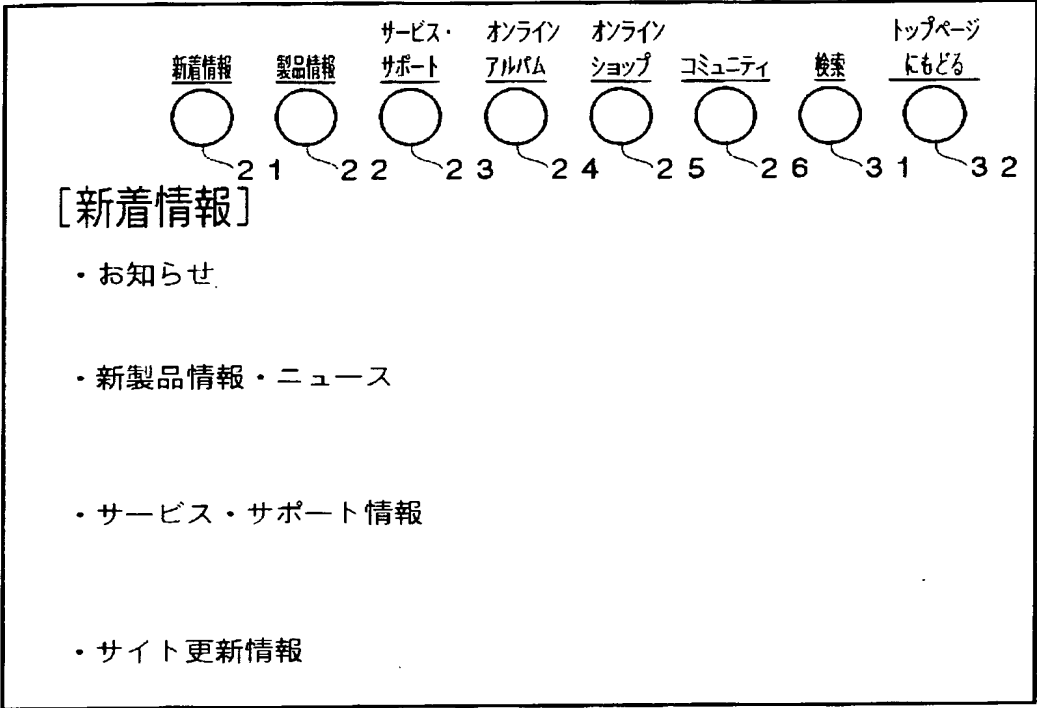 サービス・ オンライン オンライン トップページ
新着情報 製品情報 サポート アルバム ショップ コミュニティ 検索 にもどる
21 22 23 24 25 26 31 32
[新着情報]
・お知らせ
・新製品情報・ニュース
・サービス・サポート情報
・サイト更新情報